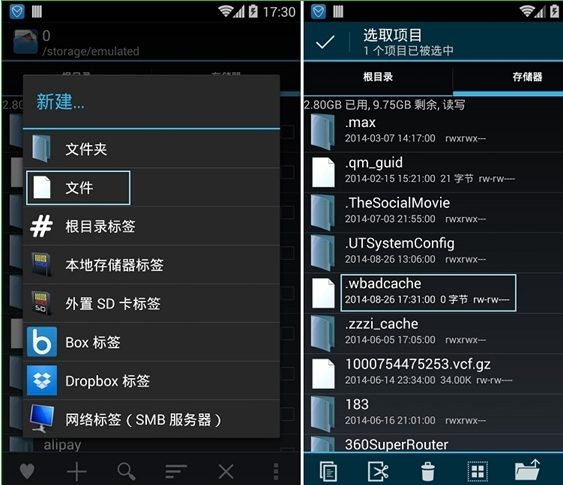 17:30
0
/storage/emulated
根目录
存储器
2.80
新建...
文件夹
文件
根目录标签
本地存储器标签
外置 SD 卡标签
Box 标签
Dropbox 标签
网络标签（SMB 服务器）
alipay
17:31
选取项目
1 个项目已被选中
根目录
存储器
2.80GB 已用, 9.75GB 剩余, 读写
.max
2014-03-07 14:17:00 rwxrwx---
.qm_guid
2014-02-15 15:21:00 21 字节 rw-rw----
.TheSocialMovie
2014-07-03 21:55:00 rwxrwx---
.UTSystemConfig
2014-08-26 13:06:00 rwxrwx---
.wbadcache
2014-08-26 17:31:00 0 字节 rw-rw----
.zzzi_cache
2014-06-05 17:05:00 rwxrwx---
1000754475253.vcf.gz
2014-06-14 23:34:00 34.00K rw-rw----
183
2014-06-16 21:01:00 rwxrwx---
360SuperRouter